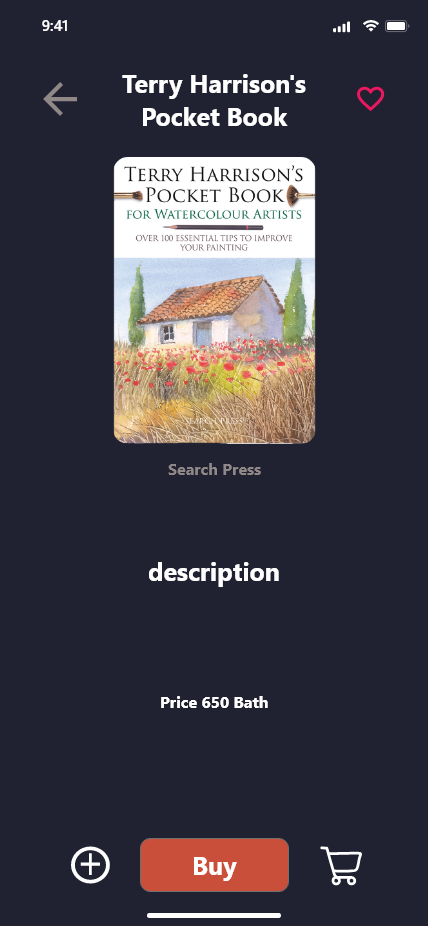 9:41
Terry Harrison's
Pocket Book
TERRY HARRISON'S
POCKET BOOK
FOR WATERCOLOUR ARTISTS
OVER 100 ESSENTIAL TIPS TO IMPROVE
YOUR PAINTING
SEARCH PRESS
Search Press
description
Price 650 Bath
Buy